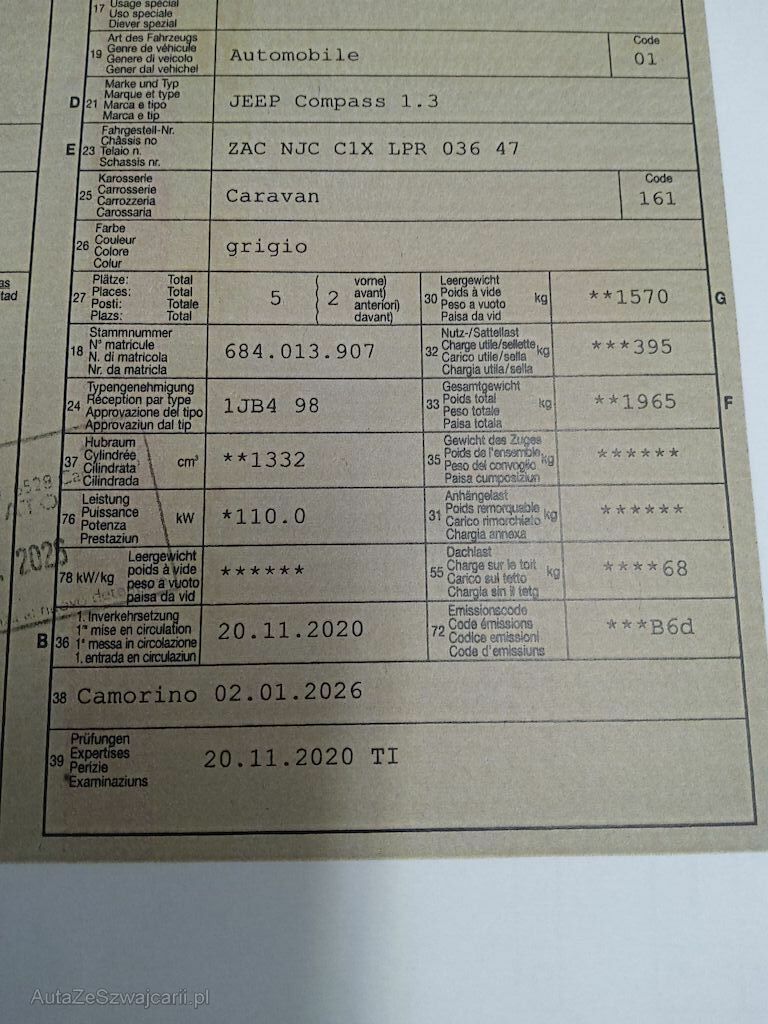 17 Usage spécial
Uso speciale
Diever spezial
Art des Fahrzeugs
19 Genre de véhicule
Genere di veicolo
Gener dal vehichel
Automobile
Code
01
Marke und Typ
D 21 Marque et type
Marca e tipo
Marca e tip
JEEP Compass 1.3
Fahrgestell-Nr.
E 23 Châssis no
Telaio n.
Schassis nr.
ZAC NJC C1X LPR 036 47
Karosserie
25 Carrosserie
Carrozzeria
Carossaria
Caravan
Code
161
Farbe
26 Couleur
Colore
Colur
grigio
Plätze: Total
27 Places: Total
Posti: Totale
Plazs: Total
5
2
vorne)
avant)
anteriori)
davant)
Leergewicht
30 Poids à vide kg
Peso a vuoto
Paisa da vid
**1570
G
Stammnummer
18 N° matricule
N. di matricola
Nr. da matricla
684.013.907
Nutz-/Sattellast
32 Charge utile/sellette kg
Carico utile/sella
Chargia utila/sella
***395
Typengenehmigung
24 Réception par type
Approvazione del tipo
Approvaziun dal tip
1JB4 98
Gesamtgewicht
33 Poids total kg
Peso totale
Paisa totala
**1965
F
Hubraum
37 Cylindrée cm³
Cilindrata
Cilindrada
**1332
Gewicht des Zuges
35 Poids de l'ensemble kg
Peso del convoglio
Paisa cumposiziun
******
Leistung
76 Puissance kW
Potenza
Prestaziun
*110.0
Anhängelast
31 Poids remorquable kg
Carico rimorchiato
Chargia annexa
******
Leergewicht
78 kW/kg poids à vide
peso a vuoto
paisa da vid
******
Dachlast
55 Charge sur le toit kg
Carico sul tetto
Chargia sin il tetg
****68
1. Inverkehrsetzung
B 36 1re mise en circulation
1a messa in circolazione
1. entrada en circulaziun
20.11.2020
Emissionscode
72 Code émissions
Codice emissioni
Code d'emissiuns
***B6d
38 Camorino 02.01.2026
Prüfungen
39 Expertises
Perizie
Examinaziuns
20.11.2020 TI
2026
AutaZeSzwajcarii.pl